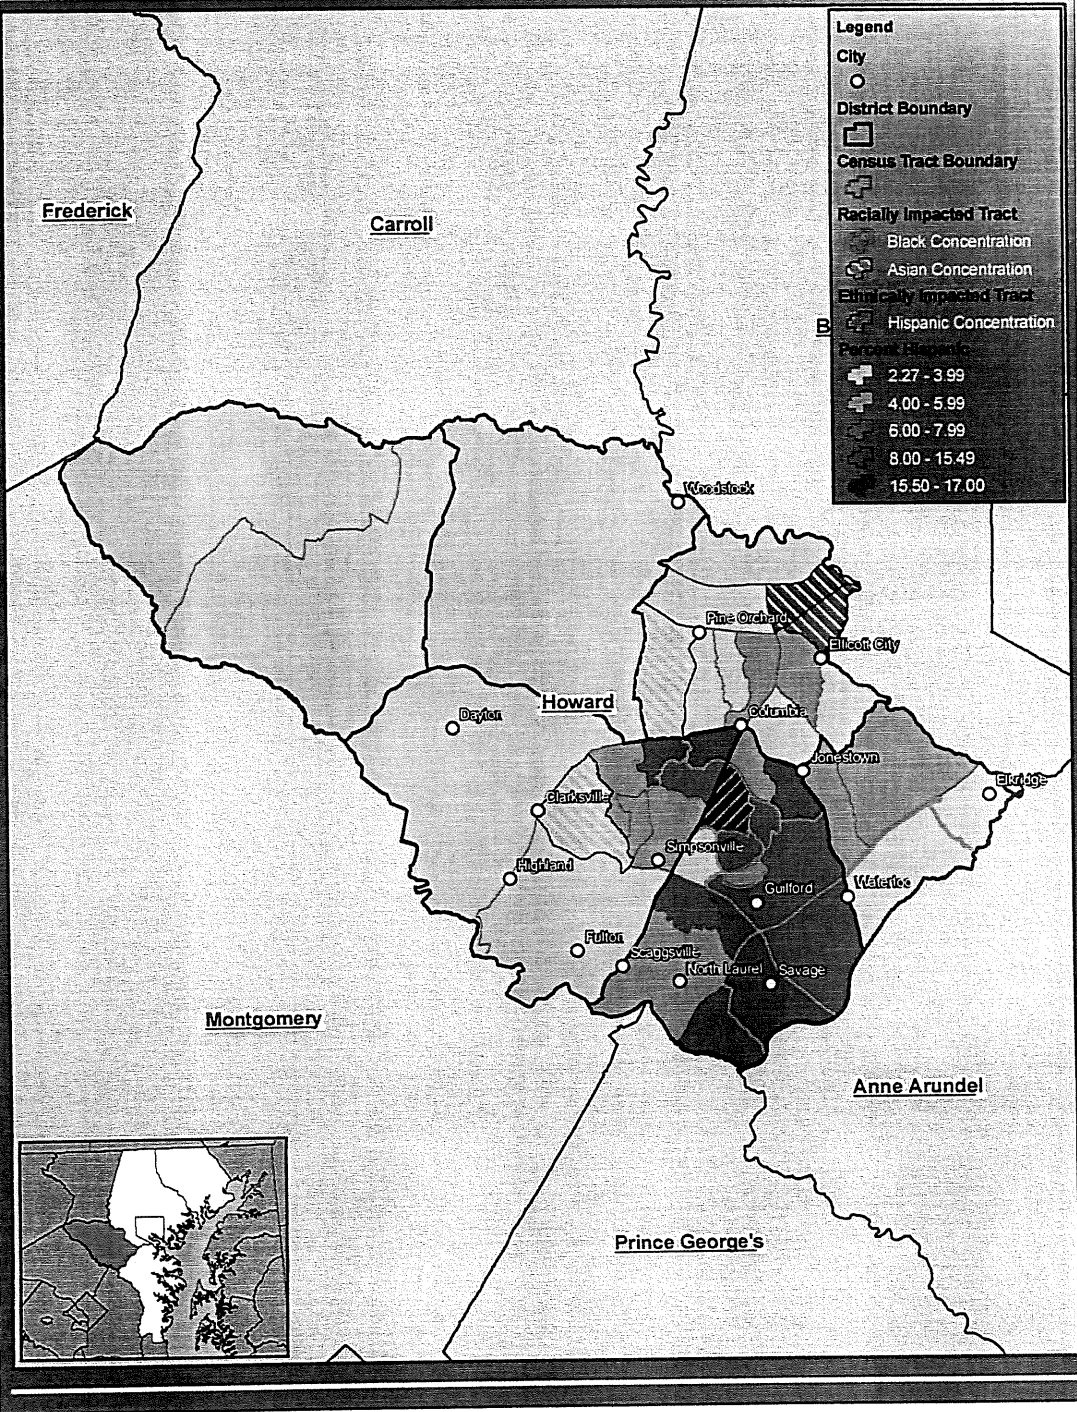 Legend
City
District Boundary
Census Tract Boundary
Racially Impacted Tract
Black Concentration
Asian Concentration
Ethnically Impacted Tract
Hispanic Concentration
Percent Hispanic
2.27 - 3.99
4.00 - 5.99
6.00 - 7.99
8.00 - 15.49
15.50 - 17.00
Frederick
Carroll
B
Woodstock
Pine Orchard
Ellicott City
Howard
Dayton
Columbia
Jonestown
Elkridge
Clarksville
Simpsonville
Highland
Guilford
Waterloo
Fulton
Scaggsville
North Laurel
Savage
Montgomery
Anne Arundel
Prince George's